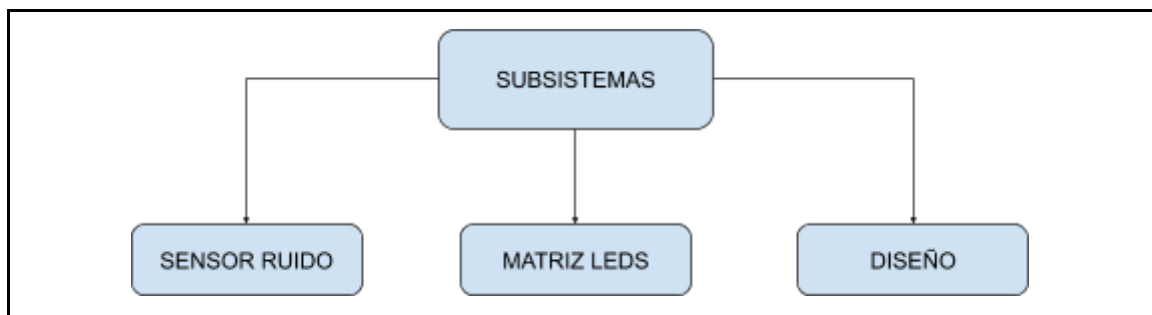 SUBSISTEMAS
SENSOR RUIDO
MATRIZ LEDS
DISEÑO